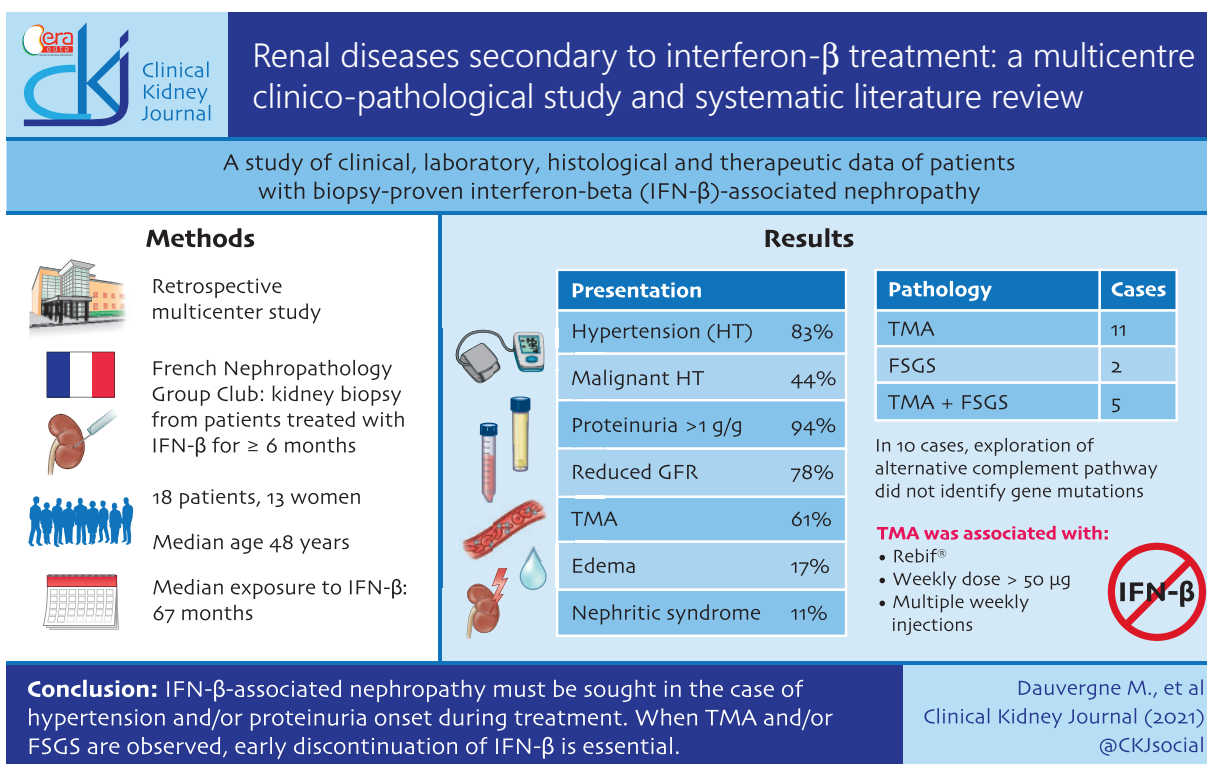 era
edta
ckj
Clinical
Kidney
Journal
Renal diseases secondary to interferon-β treatment: a multicentre
clinico-pathological study and systematic literature review
A study of clinical, laboratory, histological and therapeutic data of patients
with biopsy-proven interferon-beta (IFN-β)-associated nephropathy
Methods
Retrospective
multicenter study
French Nephropathology
Group Club: kidney biopsy
from patients treated with
IFN-β for ≥ 6 months
18 patients, 13 women
Median age 48 years
Median exposure to IFN-β:
67 months
Results
Presentation
Hypertension (HT) 83%
Malignant HT 44%
Proteinuria >1 g/g 94%
Reduced GFR 78%
TMA 61%
Edema 17%
Nephritic syndrome 11%
Pathology Cases
TMA 11
FSGS 2
TMA + FSGS 5
In 10 cases, exploration of
alternative complement pathway
did not identify gene mutations
TMA was associated with:
• Rebif®
• Weekly dose > 50 µg
• Multiple weekly
injections
IFN-β
Conclusion: IFN-β-associated nephropathy must be sought in the case of
hypertension and/or proteinuria onset during treatment. When TMA and/or
FSGS are observed, early discontinuation of IFN-β is essential.
Dauvergne M., et al
Clinical Kidney Journal (2021)
@CKJsocial